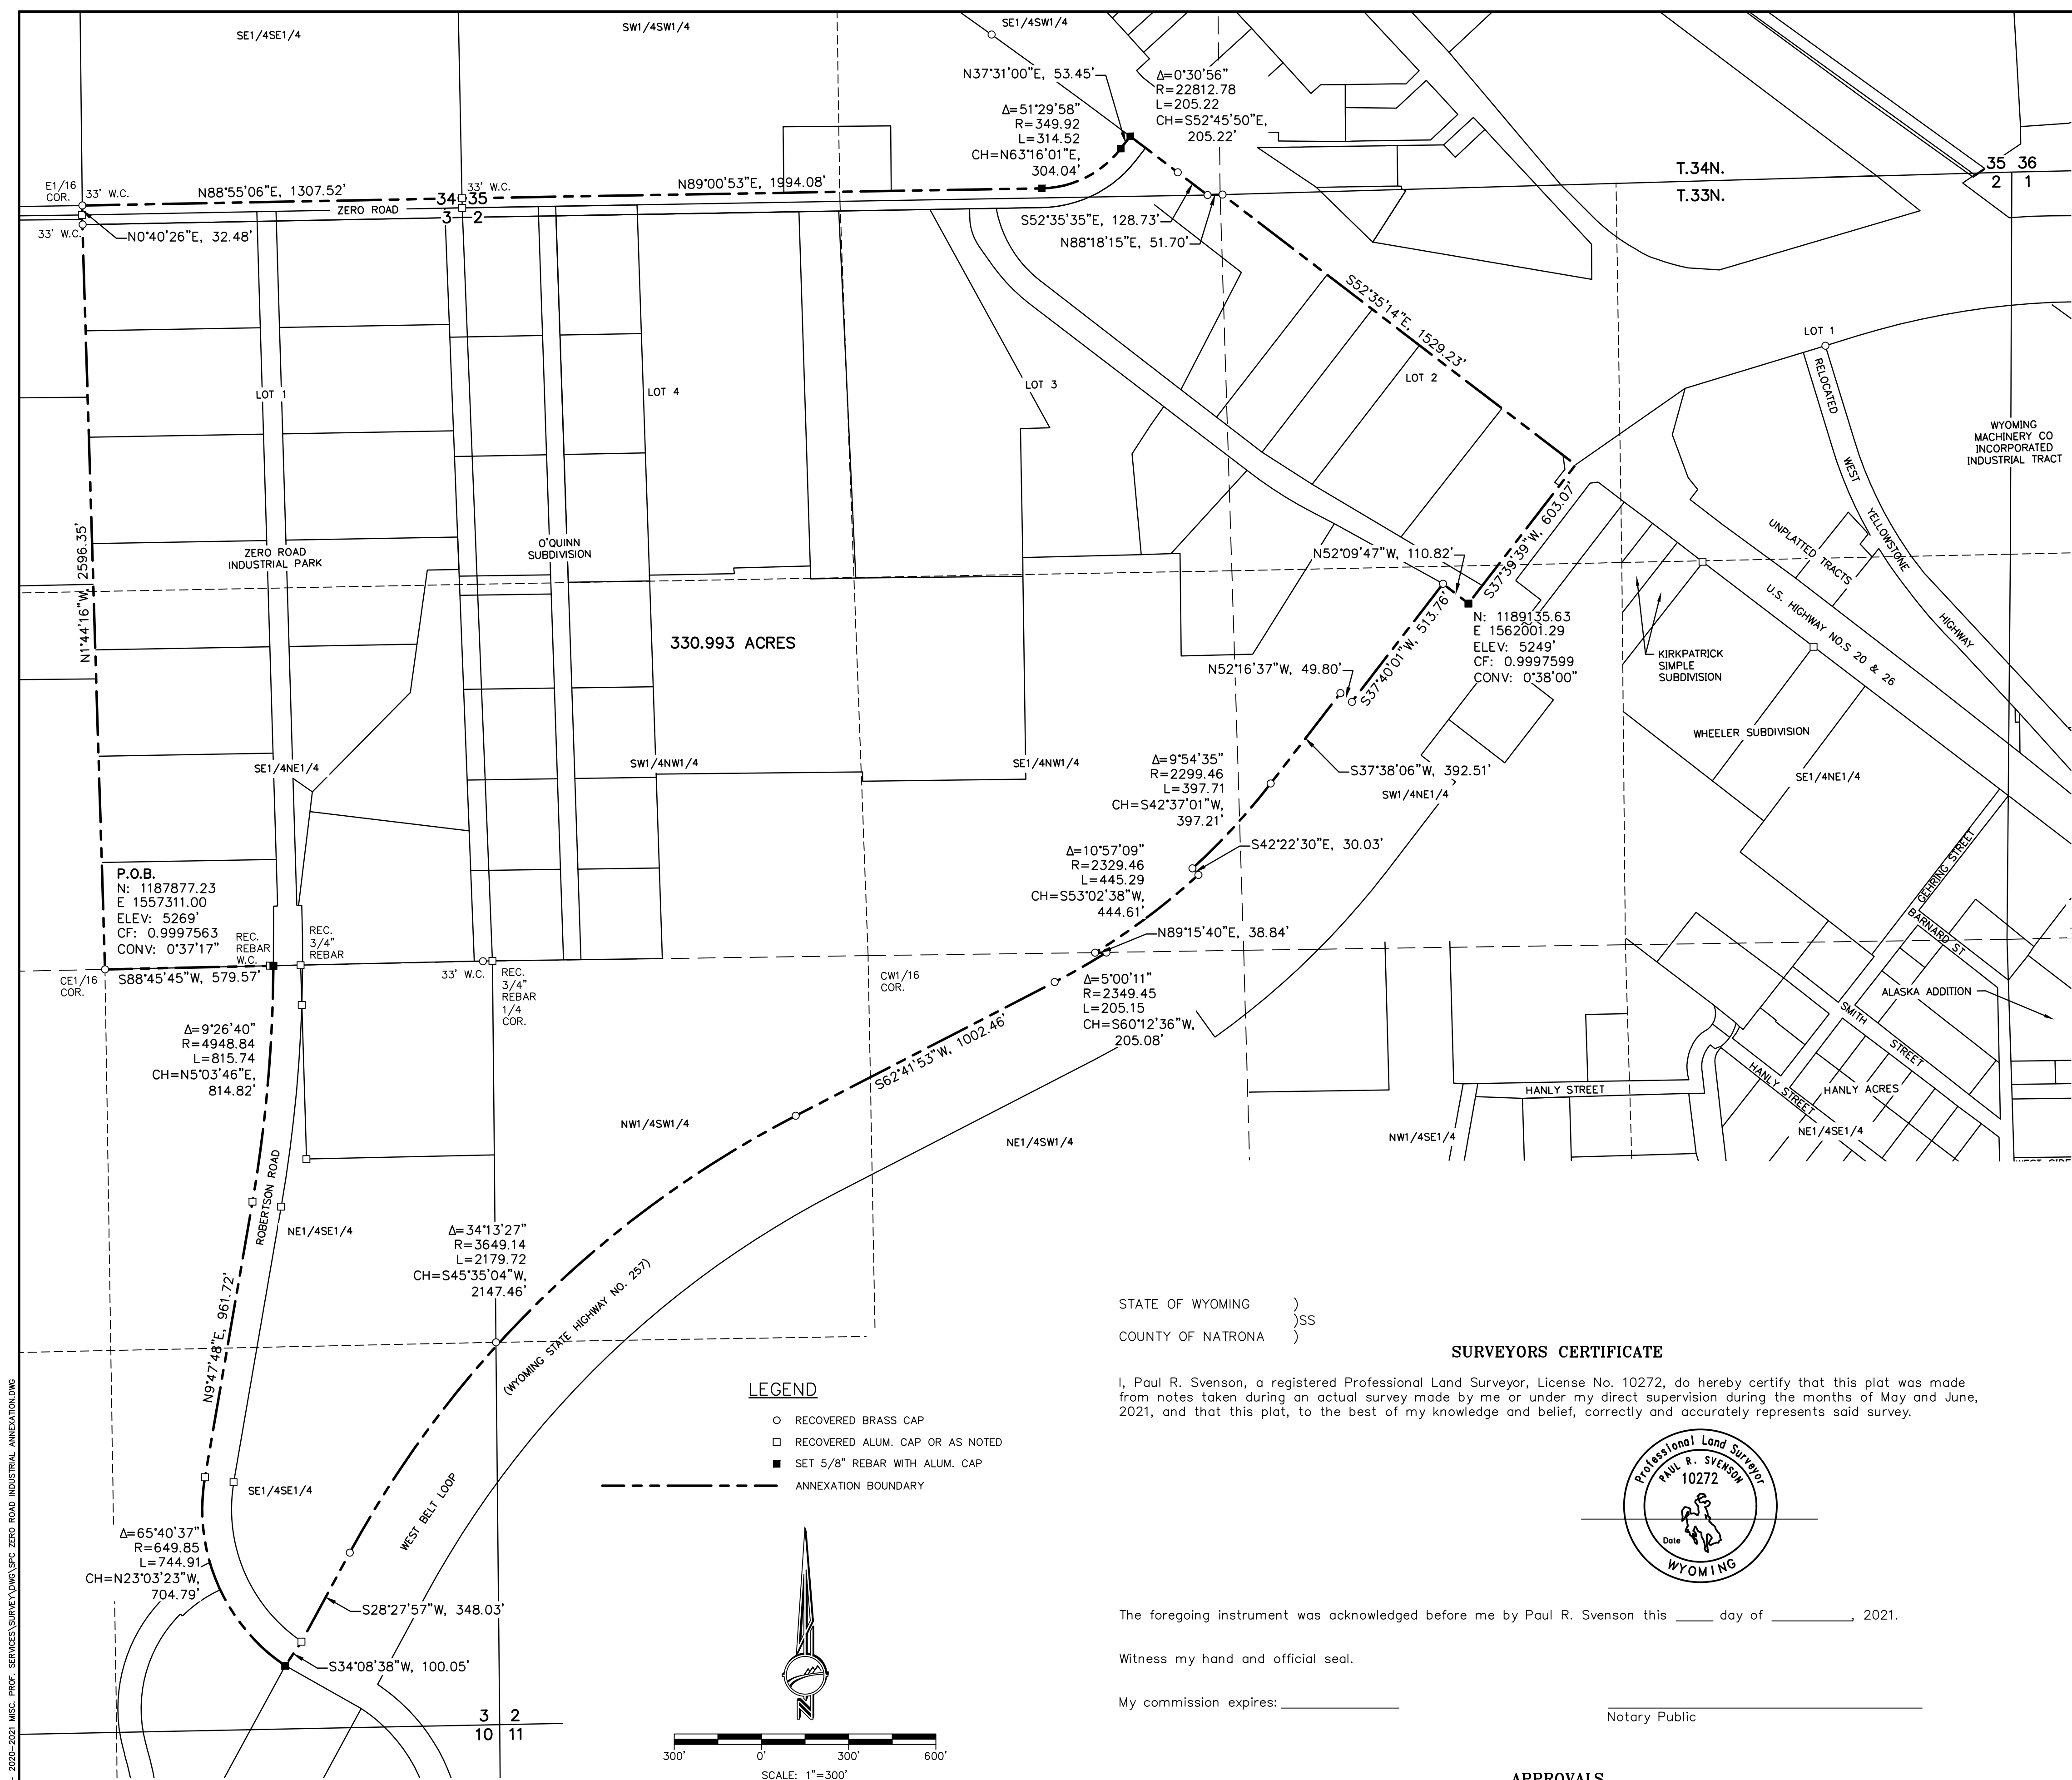 SE1/4SE1/4
SW1/4SW1/4
SE1/4SW1/4
N37°31'00"E, 53.45'
Δ=0°30'56"
R=22812.78
L=205.22
CH=S52°45'50"E,
205.22'
Δ=51°29'58"
R=349.92
L=314.52
CH=N63°16'01"E,
304.04'
E1/16
COR.
33' W.C.
N88°55'06"E, 1307.52'
34 35
33' W.C.
N89°00'53"E, 1994.08'
T.34N.
T.33N.
35 36
2 1
ZERO ROAD
3 2
33' W.C.
N0°40'26"E, 32.48'
S52°35'35"E, 128.73'
N88°18'15"E, 51.70'
S52°35'14"E, 1529.23'
LOT 1
LOT 4
LOT 3
LOT 2
LOT 1
RELOCATED
WEST
YELLOWSTONE
HIGHWAY
WYOMING
MACHINERY CO
INCORPORATED
INDUSTRIAL TRACT
N1°44'16"W, 2596.35'
ZERO ROAD
INDUSTRIAL PARK
O'QUINN
SUBDIVISION
N52°09'47"W, 110.82'
S37°39'39"W, 603.07'
UNPLATTED TRACTS
U.S. HIGHWAY NO.S 20 & 26
330.993 ACRES
S37°40'01"W, 513.76'
N: 1189135.63
E 1562001.29
ELEV: 5249'
CF: 0.9997599
CONV: 0°38'00"
KIRKPATRICK
SIMPLE
SUBDIVISION
N52°16'37"W, 49.80'
WHEELER SUBDIVISION
SE1/4NE1/4
SW1/4NW1/4
SE1/4NW1/4
Δ=9°54'35"
R=2299.46
L=397.71
CH=S42°37'01"W,
397.21'
S37°38'06"W, 392.51'
SW1/4NE1/4
SE1/4NE1/4
Δ=10°57'09"
R=2329.46
L=445.29
CH=S53°02'38"W,
444.61'
S42°22'30"E, 30.03'
GEHRING STREET
BARNARD ST
P.O.B.
N: 1187877.23
E 1557311.00
ELEV: 5269'
CF: 0.9997563
CONV: 0°37'17"
REC.
REBAR
W.C.
REC.
3/4"
REBAR
N89°15'40"E, 38.84'
CE1/16
COR.
S88°45'45"W, 579.57'
33' W.C.
REC.
3/4"
REBAR
1/4
COR.
CW1/16
COR.
Δ=5°00'11"
R=2349.45
L=205.15
CH=S60°12'36"W,
205.08'
ALASKA ADDITION
SMITH
STREET
Δ=9°26'40"
R=4948.84
L=815.74
CH=N5°03'46"E,
814.82'
S62°41'53"W, 1002.46'
HANLY STREET
HANLY STREET
HANLY ACRES
NW1/4SW1/4
NE1/4SW1/4
NW1/4SE1/4
NE1/4SE1/4
ROBERTSON ROAD
NE1/4SE1/4
Δ=34°13'27"
R=3649.14
L=2179.72
CH=S45°35'04"W,
2147.46'
N9°47'48"E, 961.72'
(WYOMING STATE HIGHWAY NO. 257)
WEST BELT LOOP
SE1/4SE1/4
Δ=65°40'37"
R=649.85
L=744.91
CH=N23°03'23"W,
704.79'
S28°27'57"W, 348.03'
S34°08'38"W, 100.05'
3 2
10 11
LEGEND
RECOVERED BRASS CAP
RECOVERED ALUM. CAP OR AS NOTED
SET 5/8" REBAR WITH ALUM. CAP
ANNEXATION BOUNDARY
N
300' 0' 300' 600'
SCALE: 1"=300'
STATE OF WYOMING )
)SS
COUNTY OF NATRONA )
SURVEYORS CERTIFICATE
I, Paul R. Svenson, a registered Professional Land Surveyor, License No. 10272, do hereby certify that this plat was made
from notes taken during an actual survey made by me or under my direct supervision during the months of May and June,
2021, and that this plat, to the best of my knowledge and belief, correctly and accurately represents said survey.
Professional Land Surveyor
PAUL R. SVENSON
10272
Date
WYOMING
The foregoing instrument was acknowledged before me by Paul R. Svenson this _____ day of ___________, 2021.
Witness my hand and official seal.
My commission expires: ________________
Notary Public
APPROVALS
- 2020-2021 MISC. PROF. SERVICES\SURVEY\DWG\SPC ZERO ROAD INDUSTRIAL ANNEXATION.DWG